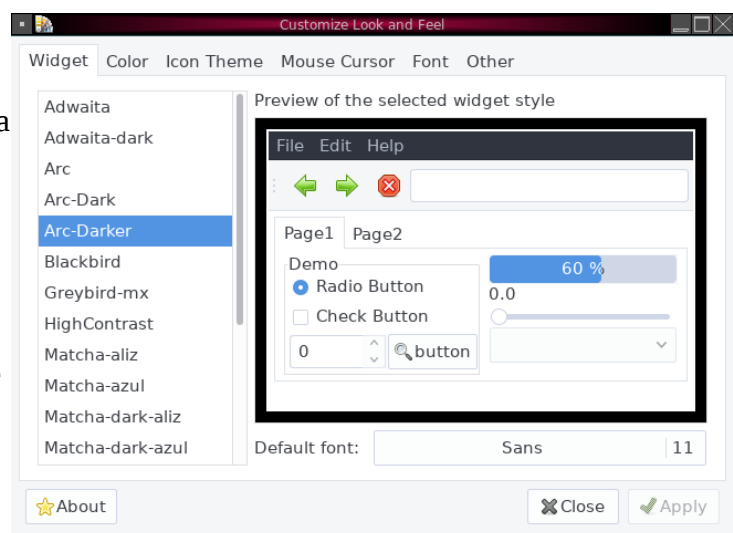 Customize Look and Feel
Widget Color Icon Theme Mouse Cursor Font Other
a
Adwaita
Adwaita-dark
Arc
Arc-Dark
Arc-Darker
Blackbird
Greybird-mx
HighContrast
Matcha-aliz
Matcha-azul
Matcha-dark-aliz
Matcha-dark-azul
Preview of the selected widget style
File Edit Help
Page1 Page2
Demo
Radio Button
Check Button
0 button
60 %
0.0
Default font: Sans 11
About Close Apply